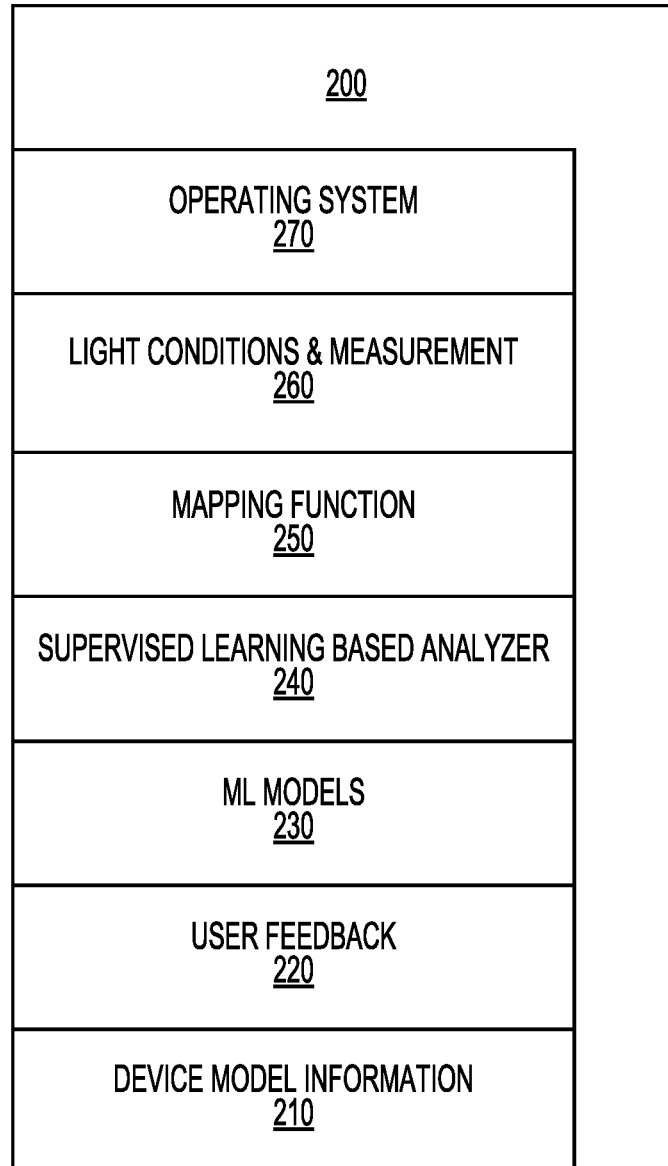 200
OPERATING SYSTEM
270
LIGHT CONDITIONS & MEASUREMENT
260
MAPPING FUNCTION
250
SUPERVISED LEARNING BASED ANALYZER
240
ML MODELS
230
USER FEEDBACK
220
DEVICE MODEL INFORMATION
210